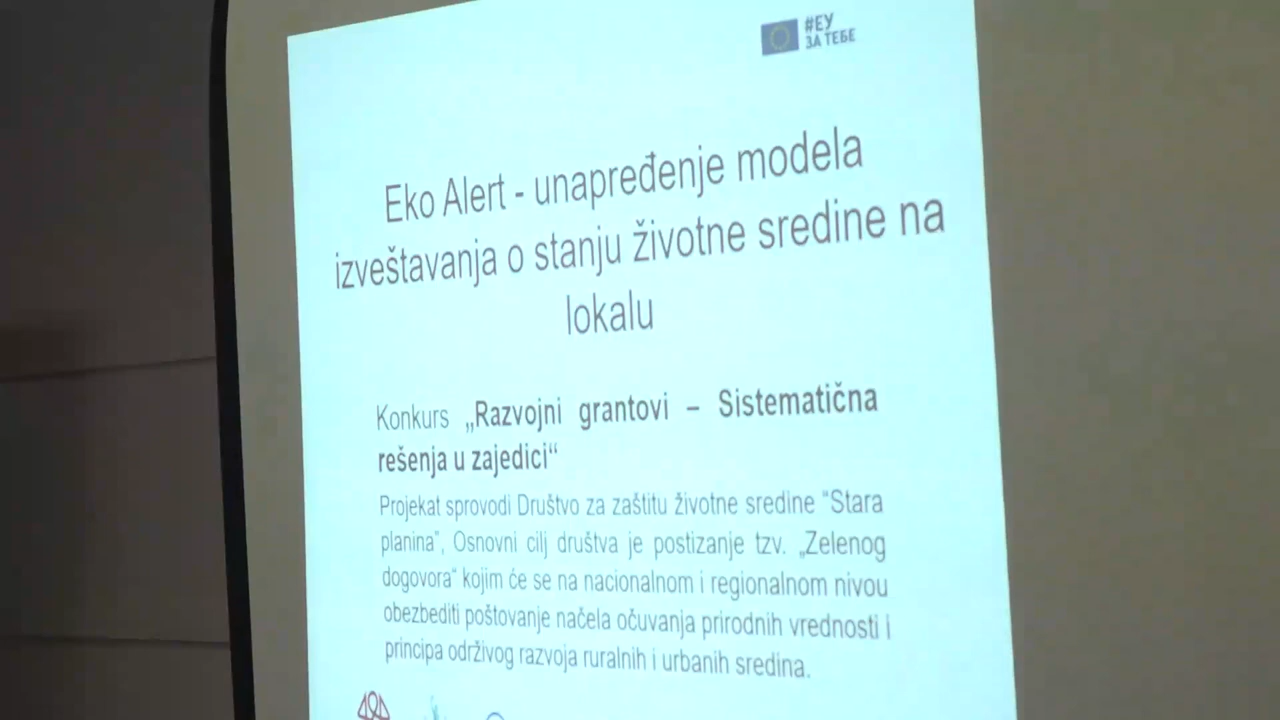 #ЕУ
ЗА ТЕБЕ
Eko Alert - unapređenje modela
izveštavanja o stanju životne sredine na
lokalu
Konkurs „Razvojni grantovi – Sistematična
rešenja u zajedici“
Projekat sprovodi Društvo za zaštitu životne sredine “Stara
planina”, Osnovni cilj društva je postizanje tzv. „Zelenog
dogovora“ kojim će se na nacionalnom i regionalnom nivou
obezbediti poštovanje načela očuvanja prirodnih vrednosti i
principa održivog razvoja ruralnih i urbanih sredina.